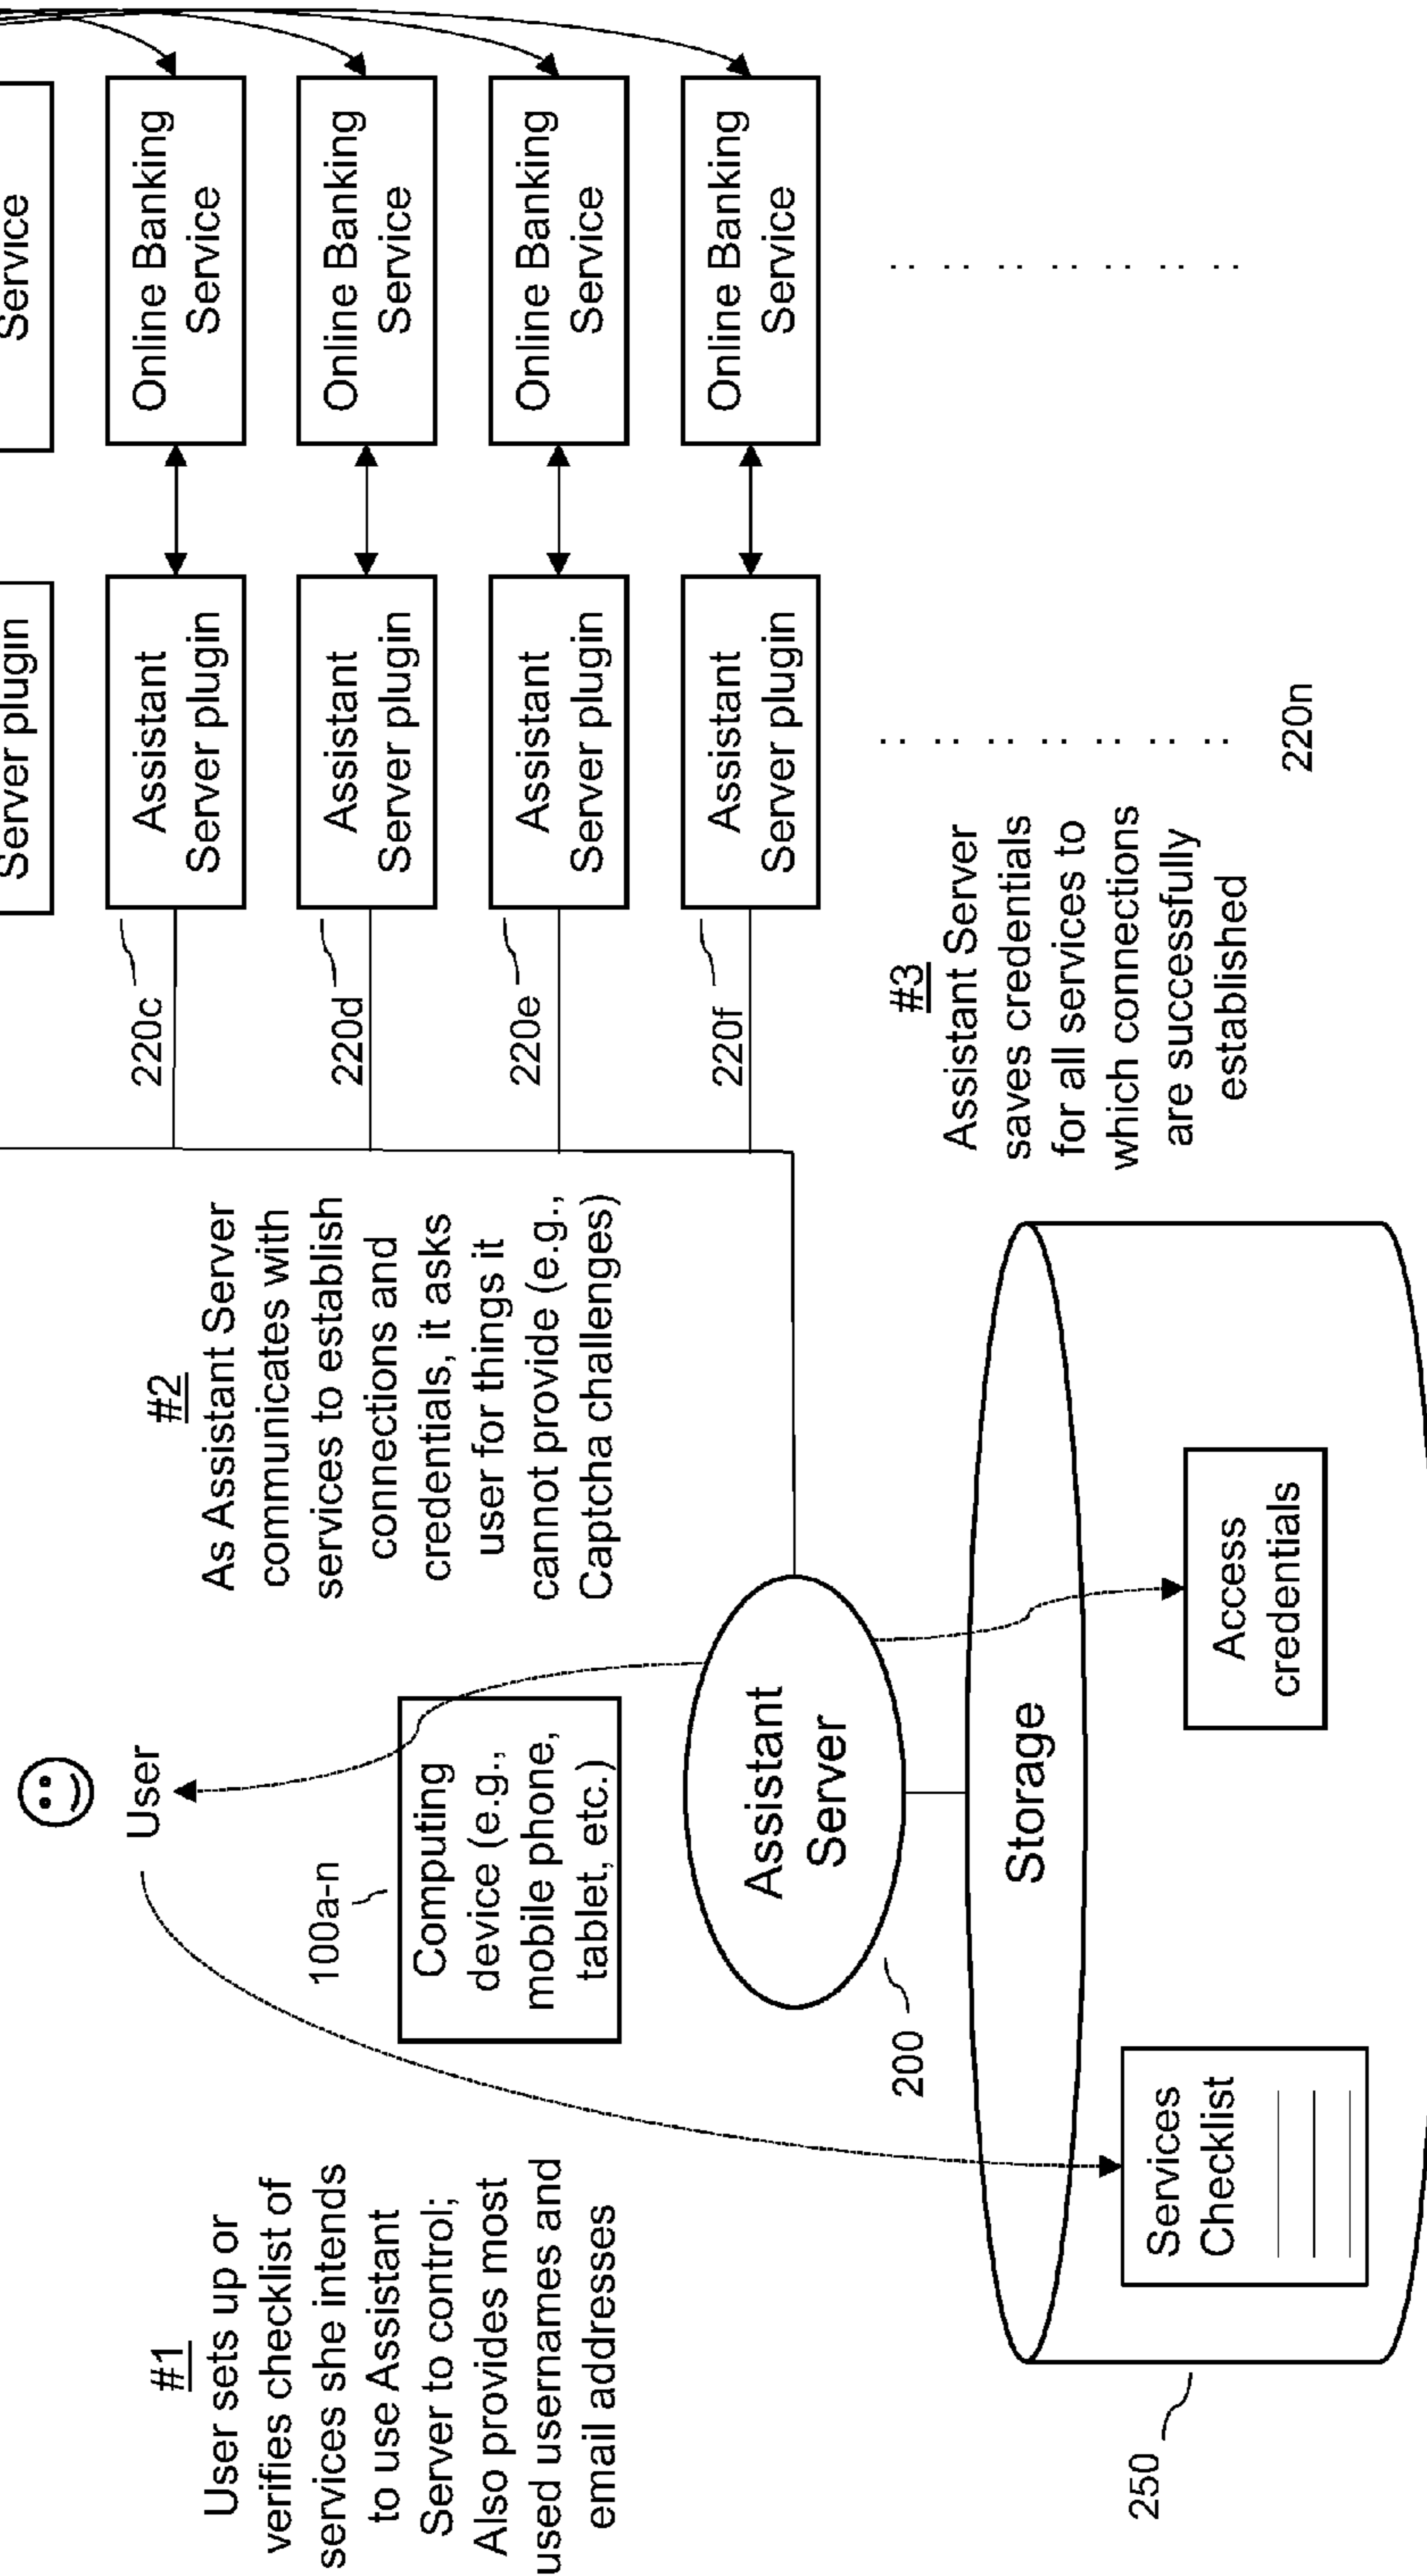 #1
User sets up or
verifies checklist of
services she intends
to use Assistant
Server to control;
Also provides most
used usernames and
email addresses
User
100a-n
Computing
device (e.g.,
mobile phone,
tablet, etc.)
Assistant
Server
200
Storage
250
Services
Checklist
Access
credentials
#2
As Assistant Server
communicates with
services to establish
connections and
credentials, it asks
user for things it
cannot provide (e.g.,
Captcha challenges)
#3
Assistant Server
saves credentials
for all services to
which connections
are successfully
established
Server plugin
Service
220c
Assistant
Server plugin
Online Banking
Service
220d
Assistant
Server plugin
Online Banking
Service
220e
Assistant
Server plugin
Online Banking
Service
220f
Assistant
Server plugin
Online Banking
Service
220n